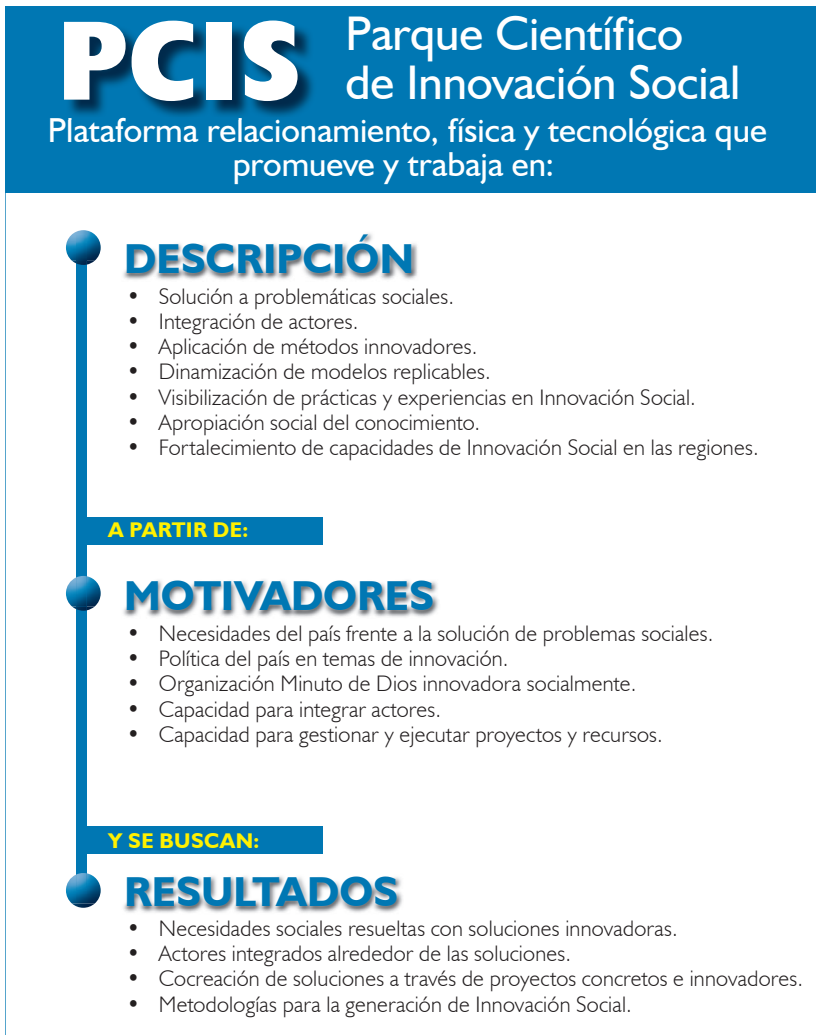 PCIS
Parque Científico
de Innovación Social
Plataforma relacionamiento, física y tecnológica que
promueve y trabaja en:
DESCRIPCIÓN
• Solución a problemáticas sociales.
• Integración de actores.
• Aplicación de métodos innovadores.
• Dinamización de modelos replicables.
• Visibilización de prácticas y experiencias en Innovación Social.
• Apropiación social del conocimiento.
• Fortalecimiento de capacidades de Innovación Social en las regiones.
A PARTIR DE:
MOTIVADORES
• Necesidades del país frente a la solución de problemas sociales.
• Política del país en temas de innovación.
• Organización Minuto de Dios innovadora socialmente.
• Capacidad para integrar actores.
• Capacidad para gestionar y ejecutar proyectos y recursos.
Y SE BUSCAN:
RESULTADOS
• Necesidades sociales resueltas con soluciones innovadoras.
• Actores integrados alrededor de las soluciones.
• Cocreación de soluciones a través de proyectos concretos e innovadores.
• Metodologías para la generación de Innovación Social.